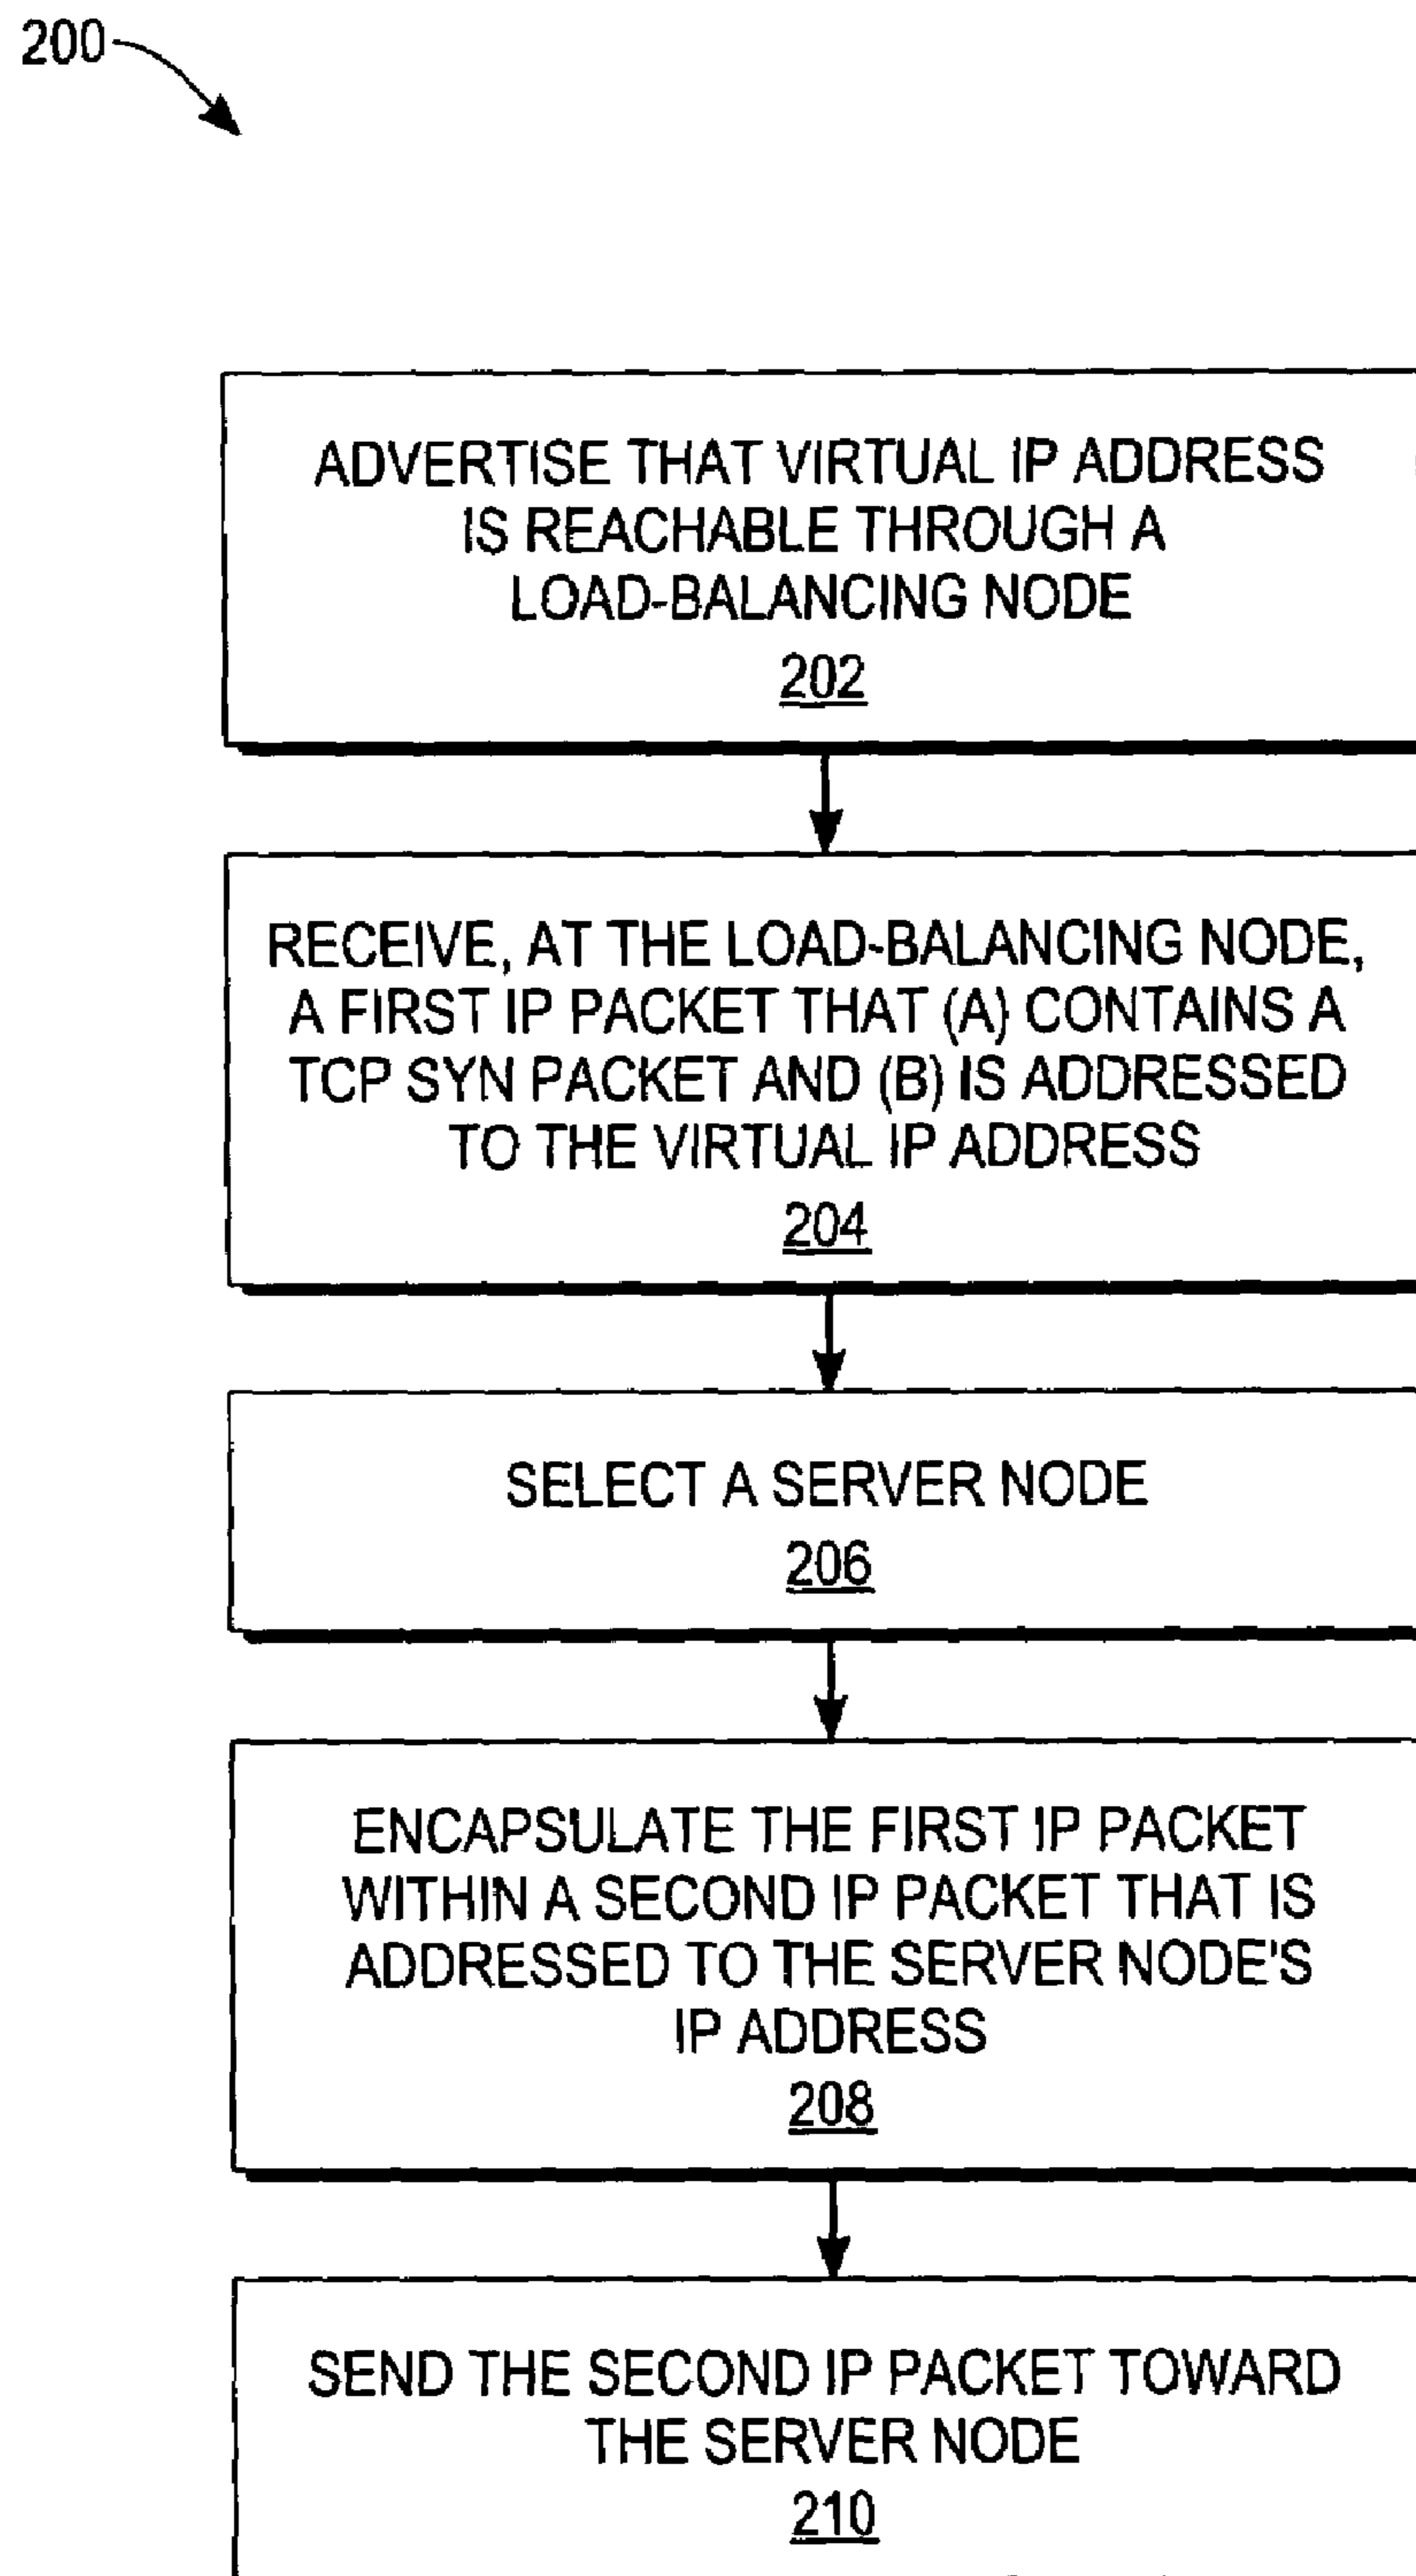 200
ADVERTISE THAT VIRTUAL IP ADDRESS
IS REACHABLE THROUGH A
LOAD-BALANCING NODE
202
RECEIVE, AT THE LOAD-BALANCING NODE,
A FIRST IP PACKET THAT (A) CONTAINS A
TCP SYN PACKET AND (B) IS ADDRESSED
TO THE VIRTUAL IP ADDRESS
204
SELECT A SERVER NODE
206
ENCAPSULATE THE FIRST IP PACKET
WITHIN A SECOND IP PACKET THAT IS
ADDRESSED TO THE SERVER NODE'S
IP ADDRESS
208
SEND THE SECOND IP PACKET TOWARD
THE SERVER NODE
210